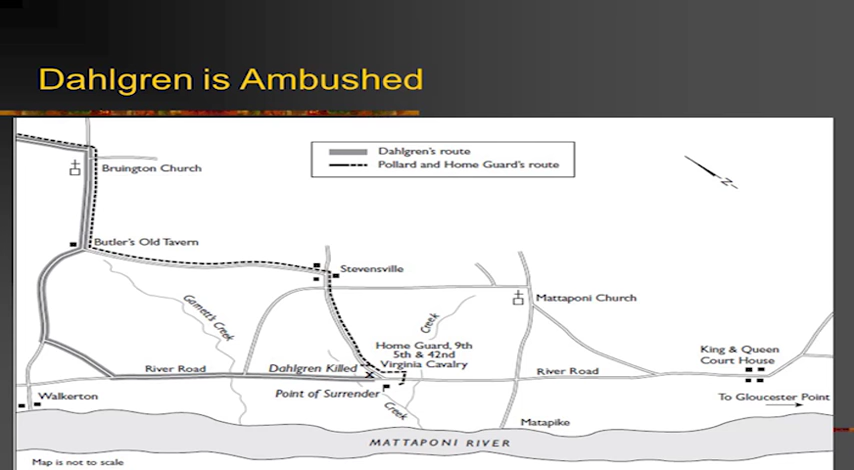 Dahlgren is Ambushed
Dahlgren's route
Pollard and Home Guard's route
N
Bruington Church
Butler's Old Tavern
Stevensville
Mattaponi Church
Garnett's Creek
Creek
Home Guard, 9th
5th & 42nd
Virginia Cavalry
King & Queen
Court House
River Road
Dahlgren Killed
X
River Road
Walkerton
Point of Surrender
To Gloucester Point
Creek
Matapike
MATTAPONI RIVER
Map is not to scale